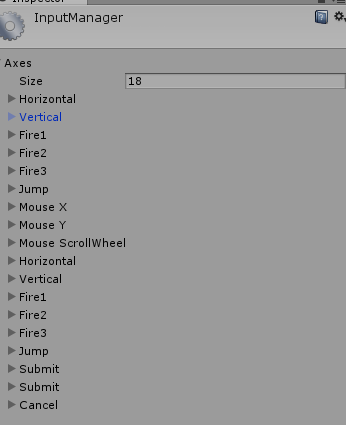 Inspector
InputManager
Axes
Size 18
Horizontal
Vertical
Fire1
Fire2
Fire3
Jump
Mouse X
Mouse Y
Mouse ScrollWheel
Horizontal
Vertical
Fire1
Fire2
Fire3
Jump
Submit
Submit
Cancel